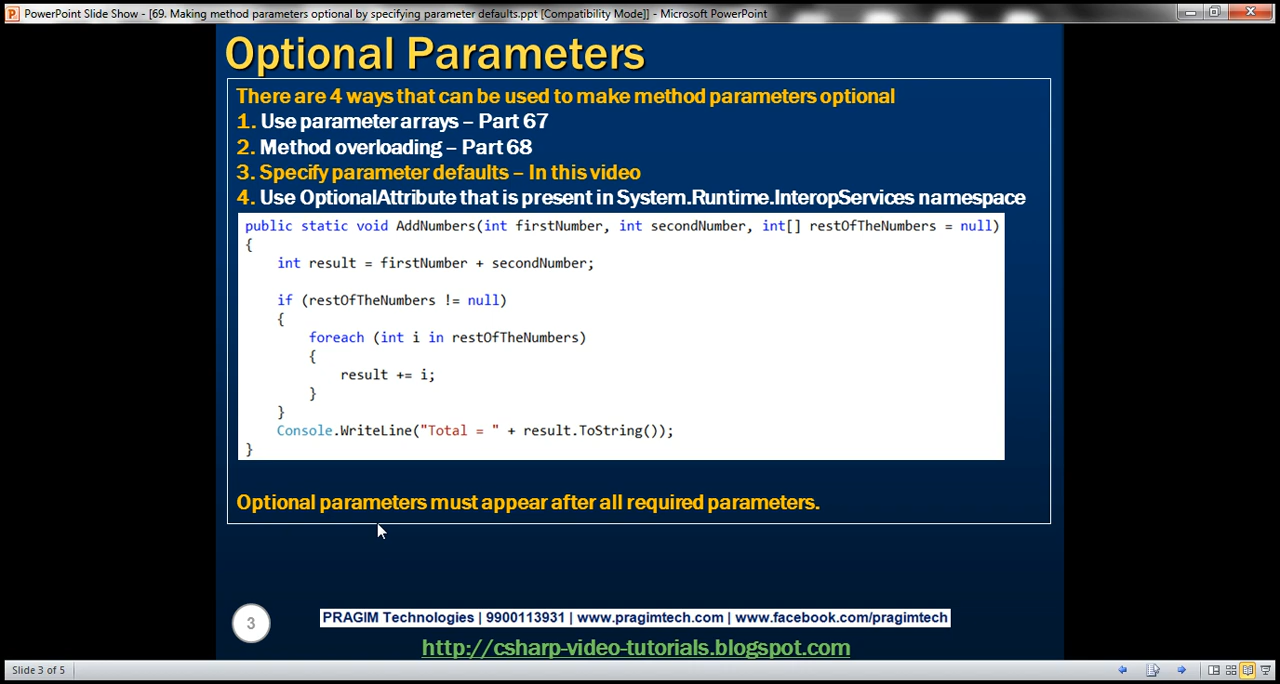 PowerPoint Slide Show - [69. Making method parameters optional by specifying parameter defaults.ppt [Compatibility Mode]] - Microsoft PowerPoint
Optional Parameters
There are 4 ways that can be used to make method parameters optional
1. Use parameter arrays – Part 67
2. Method overloading – Part 68
3. Specify parameter defaults – In this video
4. Use OptionalAttribute that is present in System.Runtime.InteropServices namespace
public static void AddNumbers(int firstNumber, int secondNumber, int[] restOfTheNumbers = null)
{
int result = firstNumber + secondNumber;
if (restOfTheNumbers != null)
{
foreach (int i in restOfTheNumbers)
{
result += i;
}
}
Console.WriteLine("Total = " + result.ToString());
}
Optional parameters must appear after all required parameters.
3
PRAGIM Technologies | 9900113931 | www.pragimtech.com | www.facebook.com/pragimtech
http://csharp-video-tutorials.blogspot.com
Slide 3 of 5